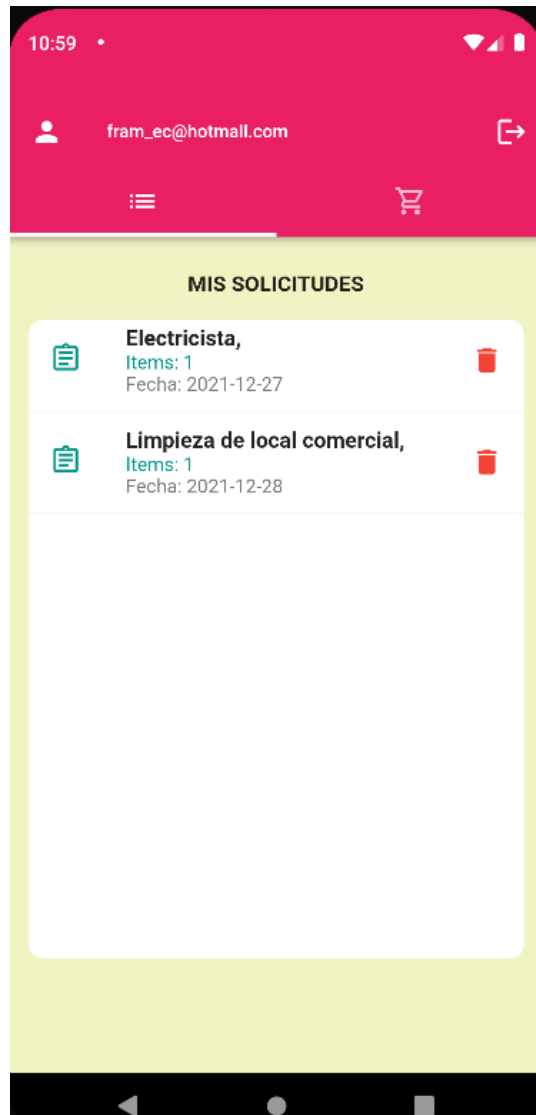 10:59
fram_ec@hotmail.com
MIS SOLICITUDES
Electricista,
Items: 1
Fecha: 2021-12-27
Limpieza de local comercial,
Items: 1
Fecha: 2021-12-28